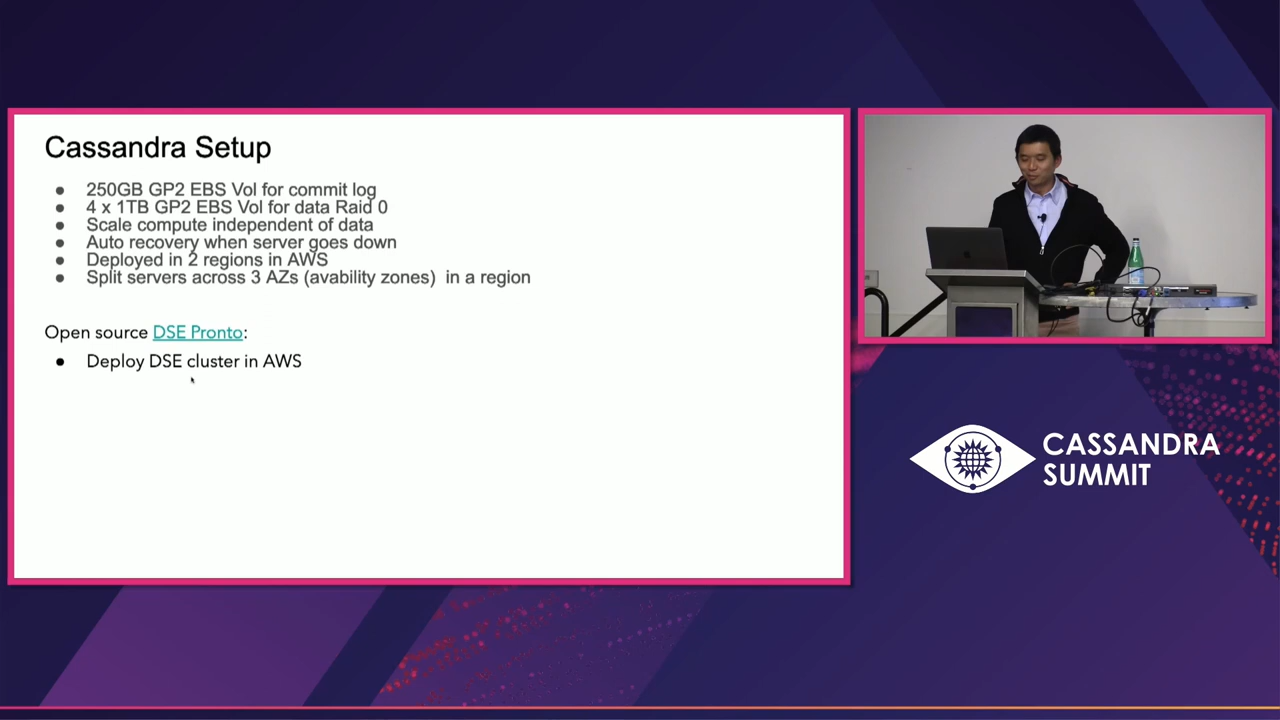 Cassandra Setup
● 250GB GP2 EBS Vol for commit log
● 4 x 1TB GP2 EBS Vol for data Raid 0
● Scale compute independent of data
● Auto recovery when server goes down
● Deployed in 2 regions in AWS
● Split servers across 3 AZs (avability zones)  in a region
Open source DSE Pronto:
● Deploy DSE cluster in AWS
CASSANDRA
SUMMIT